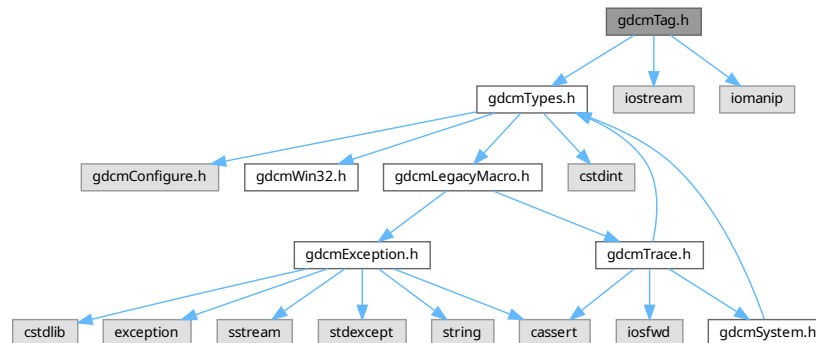 gdcmTag.h
gdcmTypes.h
iostream
iomanip
gdcmConfigure.h
gdcmWin32.h
gdcmLegacyMacro.h
cstdint
gdcmException.h
gdcmTrace.h
cstdlib
exception
sstream
stdexcept
string
cassert
iosfwd
gdcmSystem.h